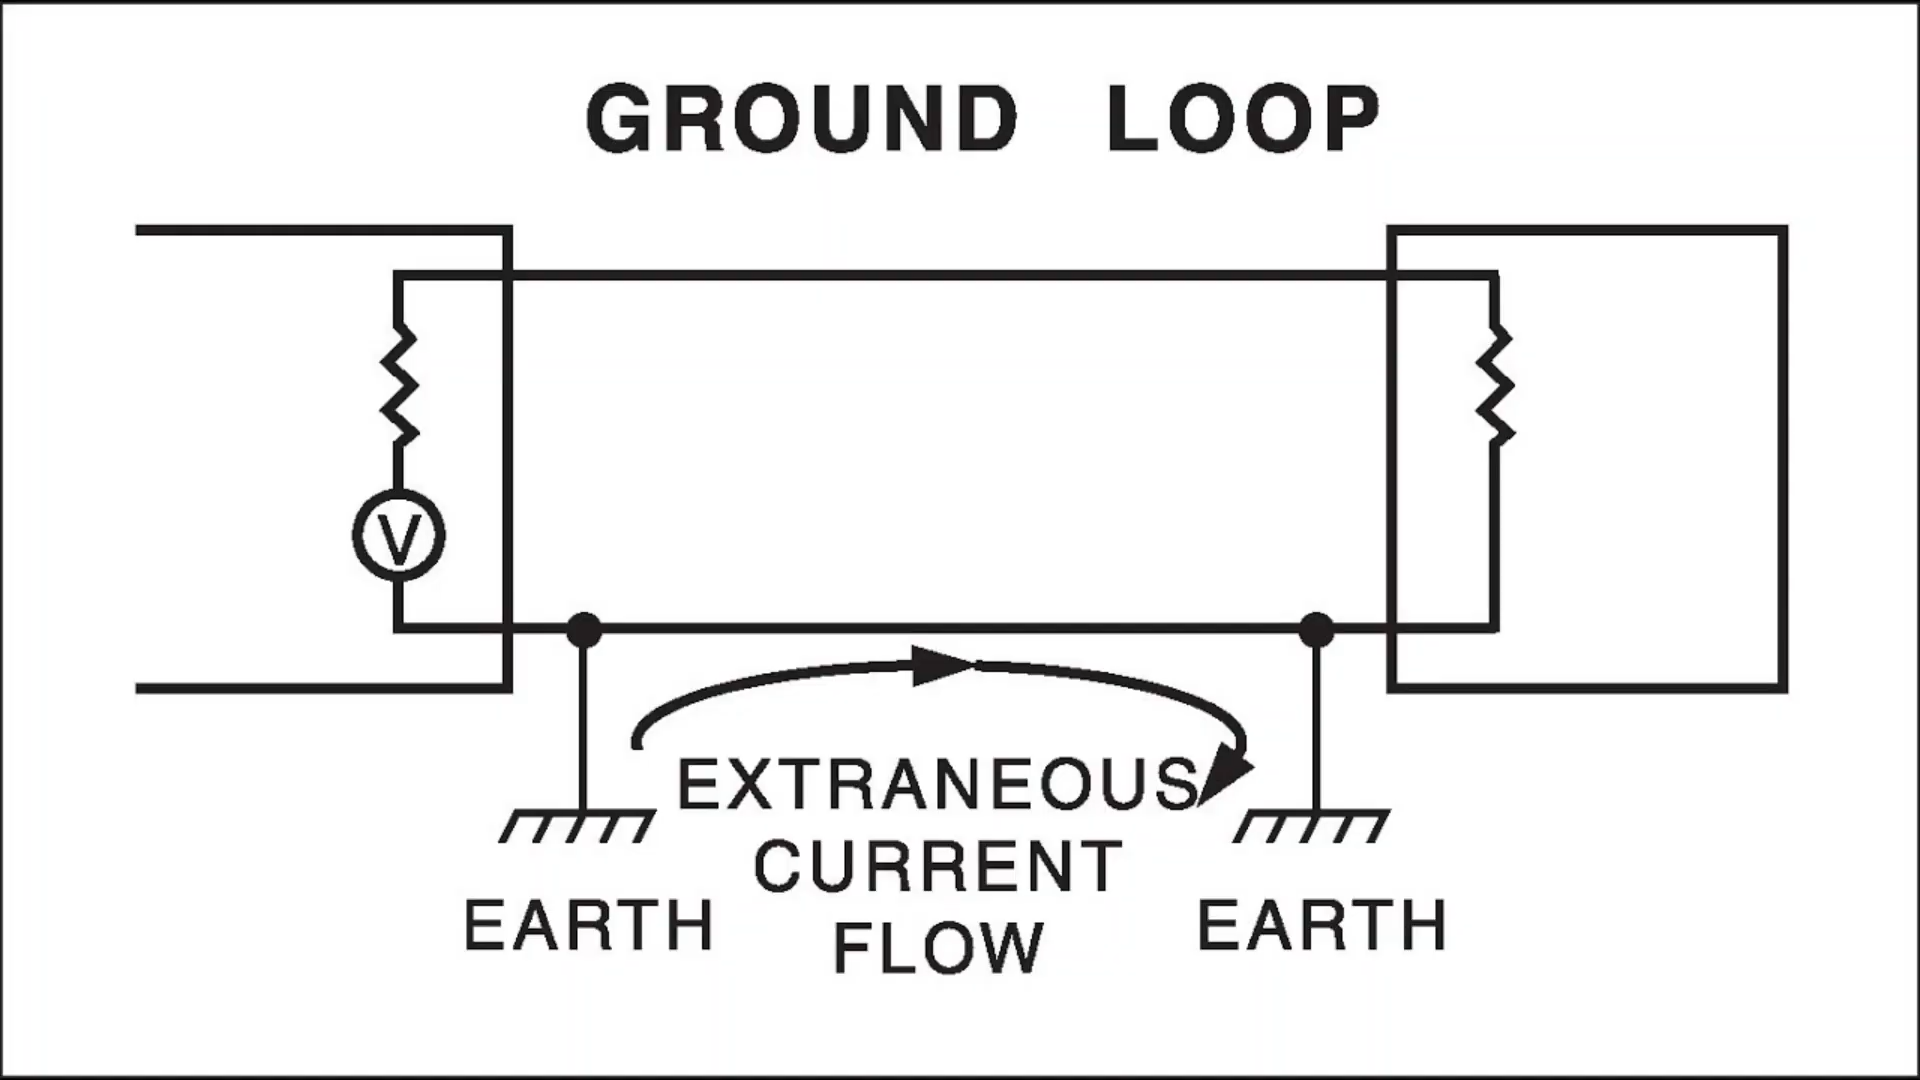 GROUND LOOP
V
EXTRANEOUS
CURRENT
FLOW
EARTH
EARTH